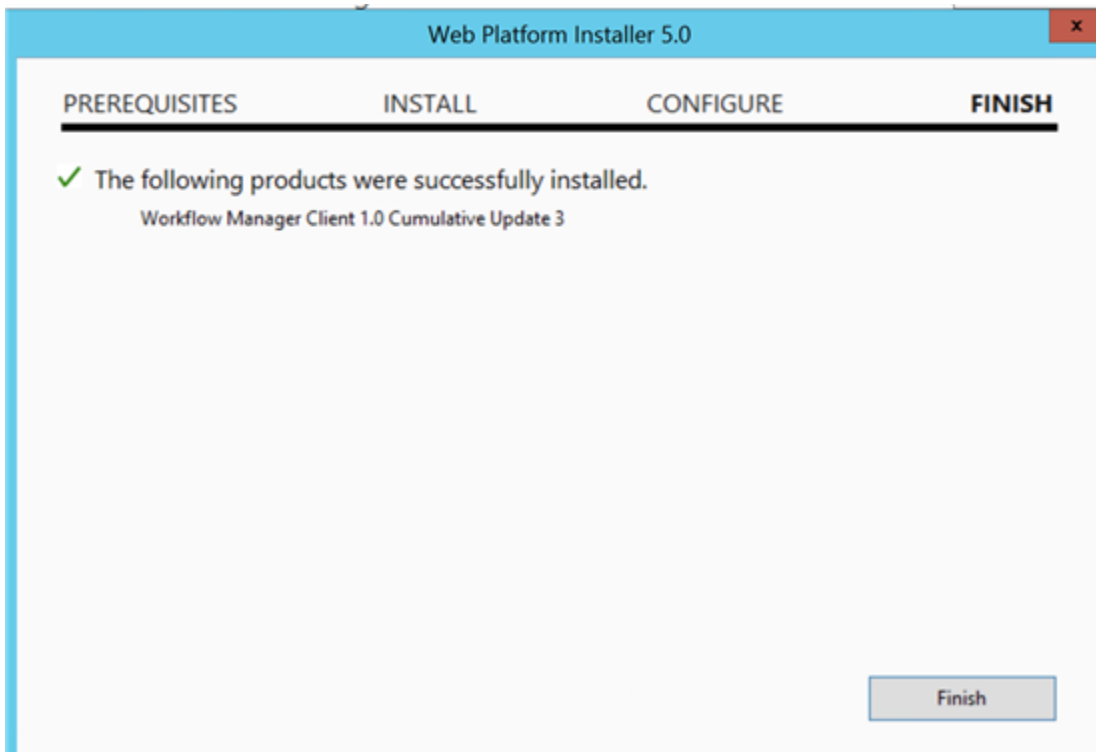 Web Platform Installer 5.0
x
PREREQUISITES INSTALL CONFIGURE FINISH
The following products were successfully installed.
Workflow Manager Client 1.0 Cumulative Update 3
Finish